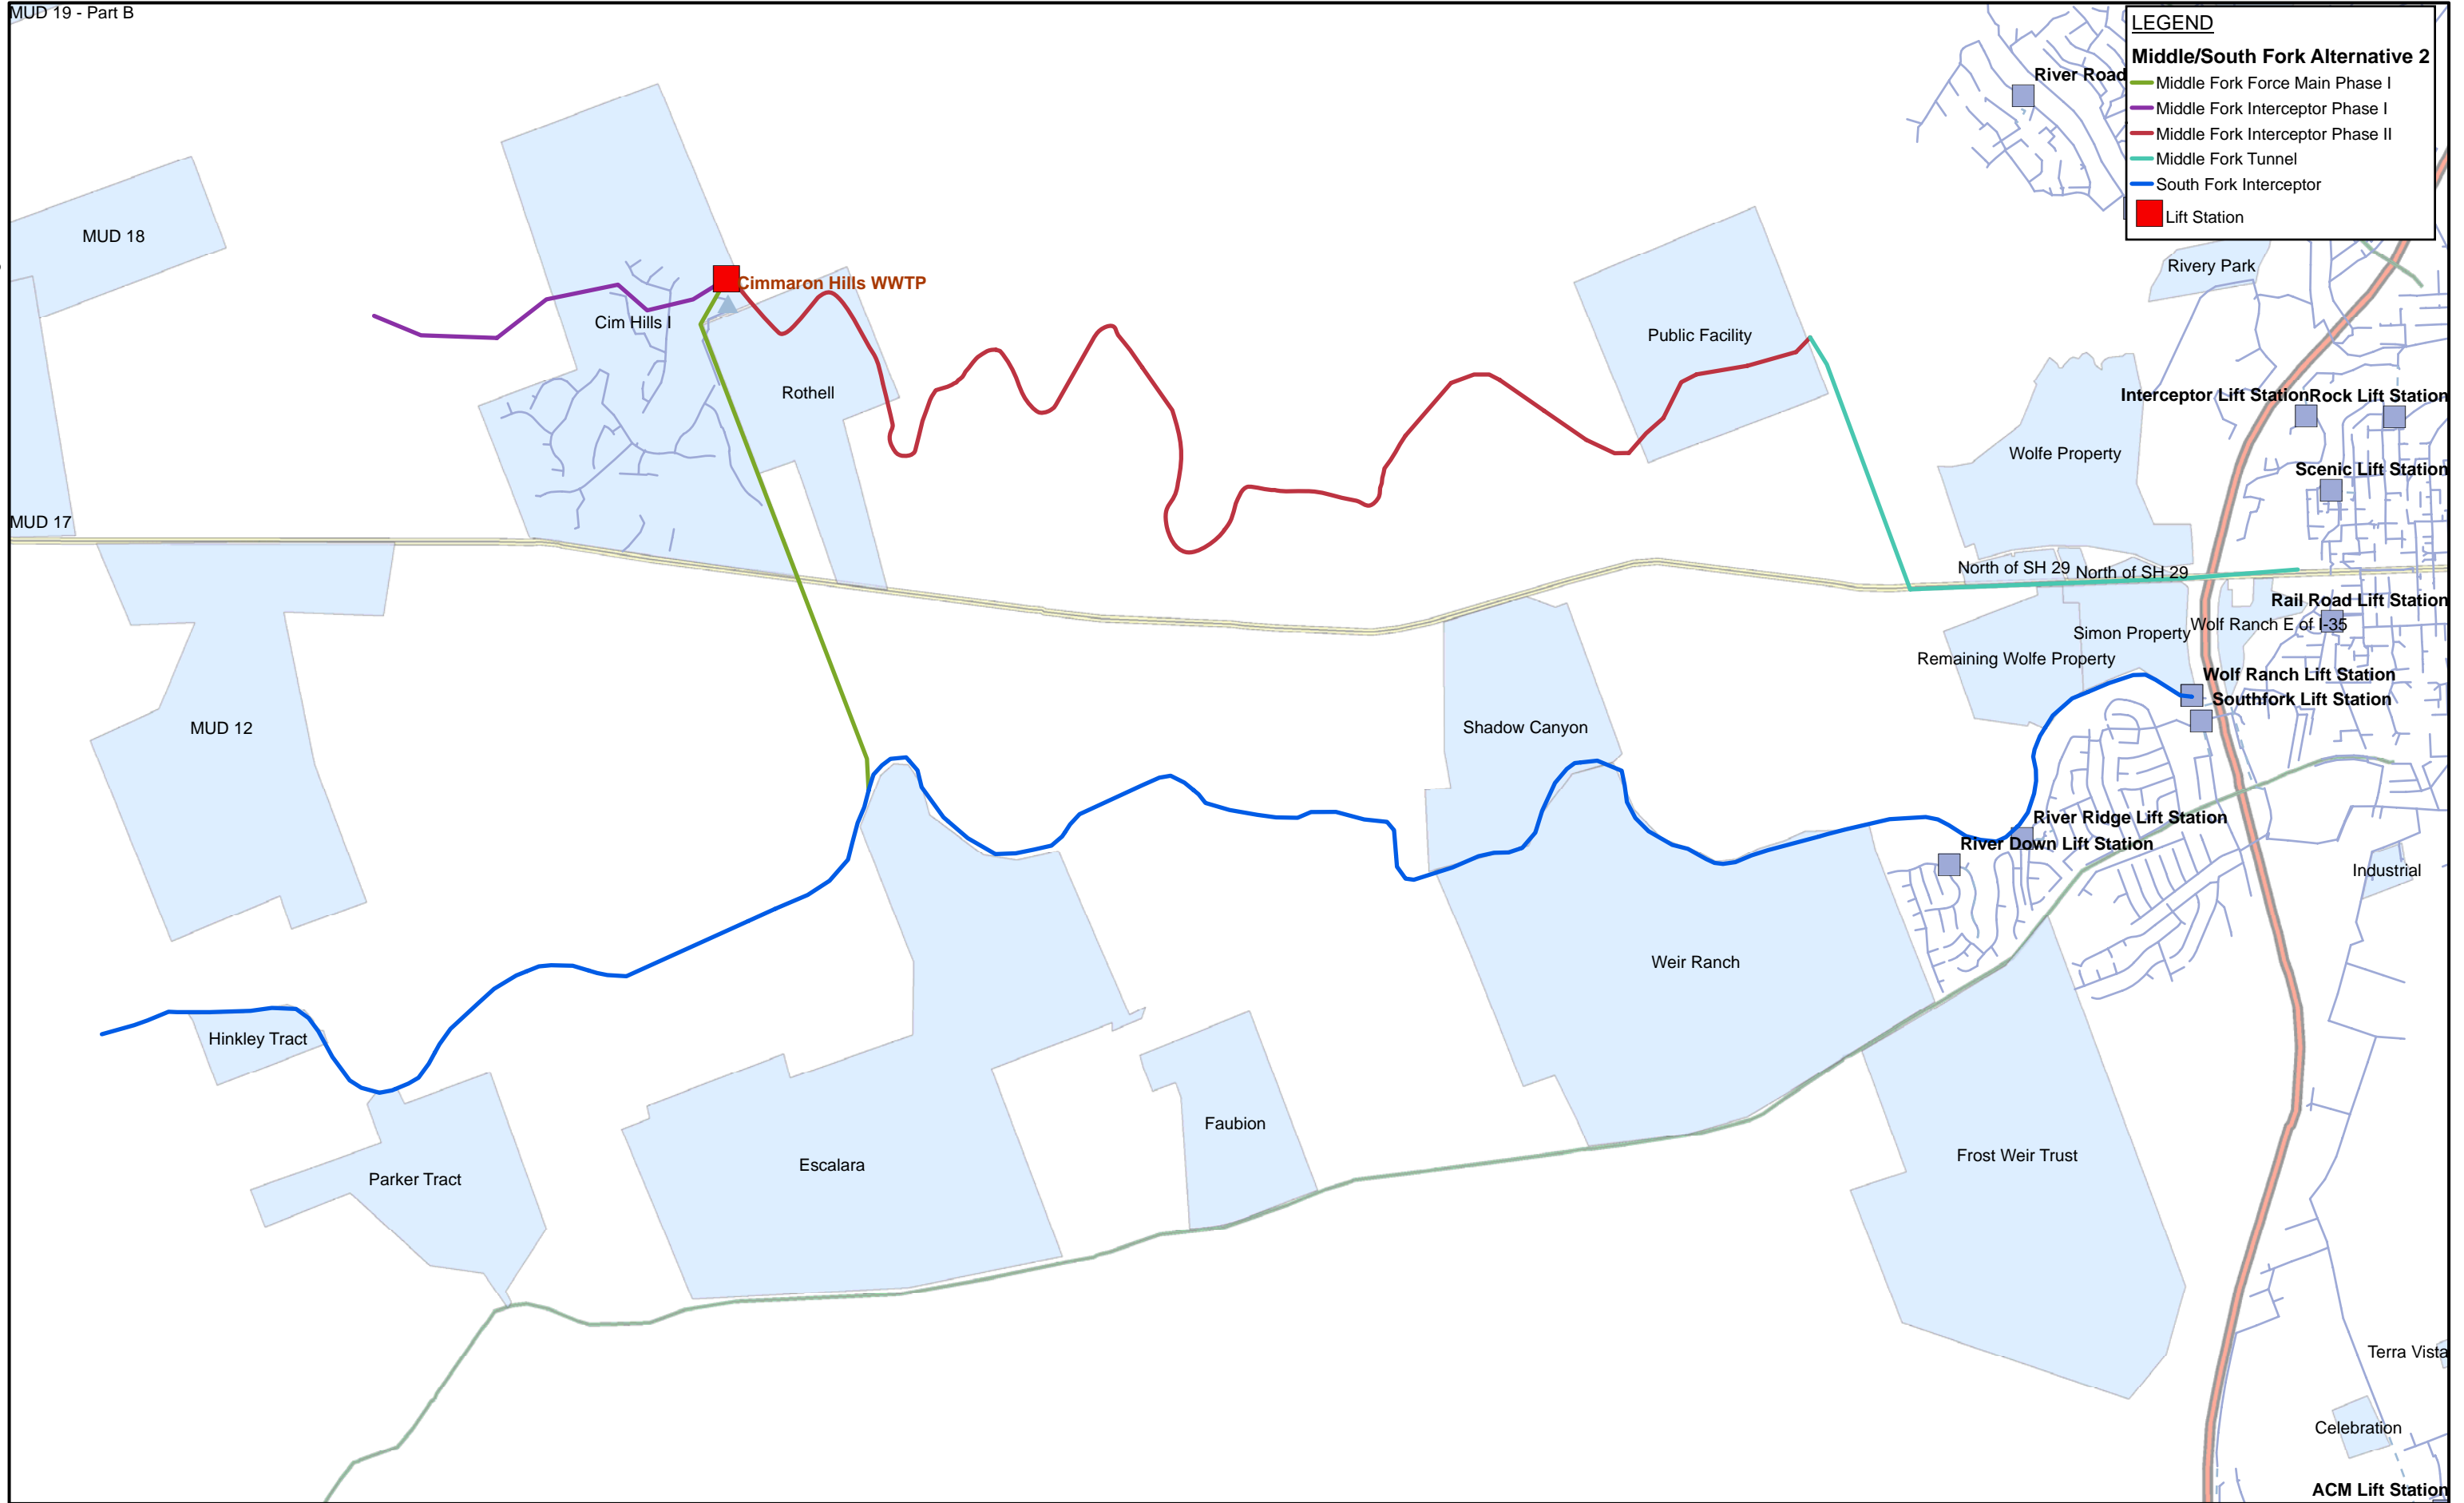 MUD 19 - Part B
LEGEND
Middle/South Fork Alternative 2
Middle Fork Force Main Phase I
Middle Fork Interceptor Phase I
Middle Fork Interceptor Phase II
Middle Fork Tunnel
South Fork Interceptor
Lift Station
River Road
MUD 18
Rivery Park
Cimmaron Hills WWTP
Cim Hills I
Public Facility
Rothell
Interceptor Lift Station
Rock Lift Station
Wolfe Property
Scenic Lift Station
MUD 17
North of SH 29
North of SH 29
Rail Road Lift Station
Wolf Ranch E of I-35
Simon Property
Remaining Wolfe Property
Wolf Ranch Lift Station
Southfork Lift Station
MUD 12
Shadow Canyon
River Ridge Lift Station
River Down Lift Station
Industrial
Weir Ranch
Hinkley Tract
Faubion
Frost Weir Trust
Escalara
Parker Tract
Terra Vista
Celebration
ACM Lift Station